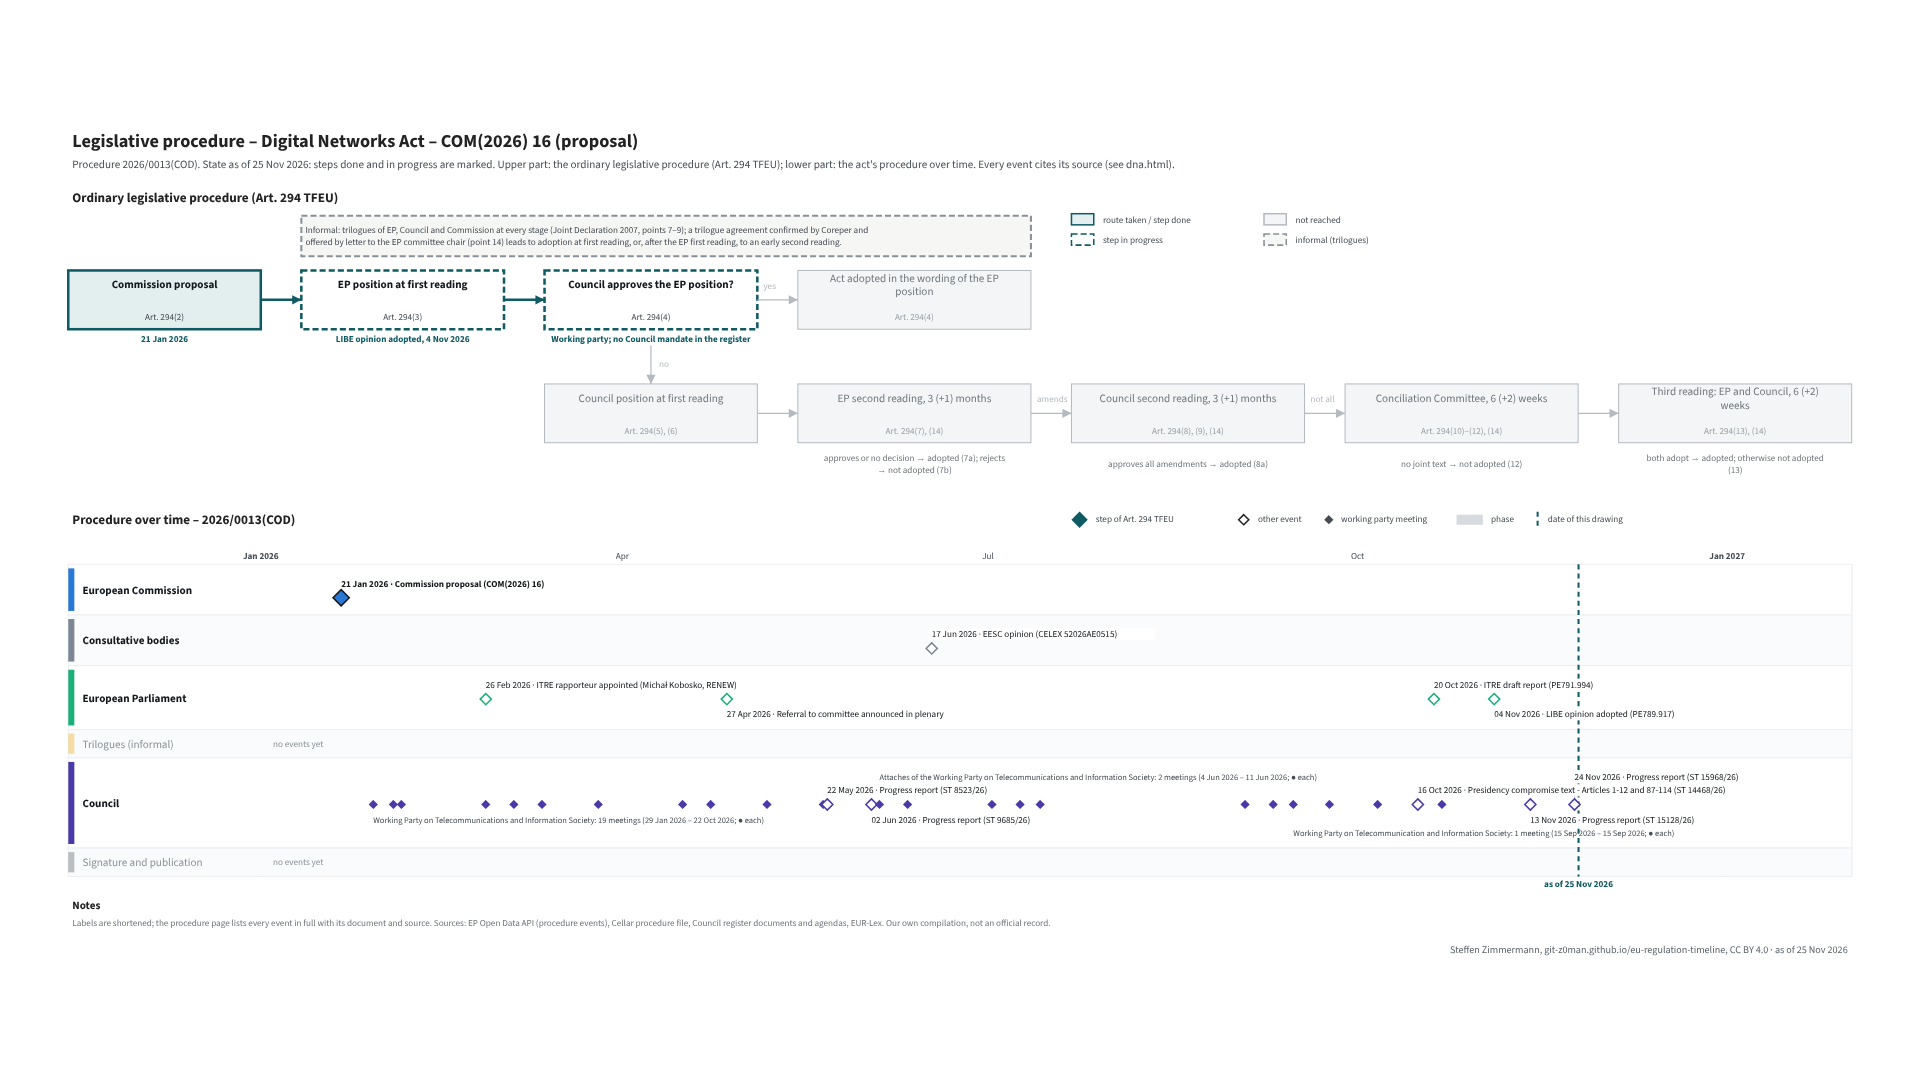 Legislative procedure – Digital Networks Act – COM(2026) 16 (proposal)
Procedure 2026/0013(COD). State as of 25 Nov 2026: steps done and in progress are marked. Upper part: the ordinary legislative procedure (Art. 294 TFEU); lower part: the act's procedure over time. Every event cites its source (see dna.html).
Ordinary legislative procedure (Art. 294 TFEU)
Informal: trilogues of EP, Council and Commission at every stage (Joint Declaration 2007, points 7–9); a trilogue agreement confirmed by Coreper and
offered by letter to the EP committee chair (point 14) leads to adoption at first reading, or, after the EP first reading, to an early second reading.
route taken / step done
not reached
step in progress
informal (trilogues)
Commission proposal
Art. 294(2)
21 Jan 2026
EP position at first reading
Art. 294(3)
LIBE opinion adopted, 4 Nov 2026
Council approves the EP position?
Art. 294(4)
Working party; no Council mandate in the register
yes
Act adopted in the wording of the EP
position
Art. 294(4)
no
Council position at first reading
Art. 294(5), (6)
EP second reading, 3 (+1) months
Art. 294(7), (14)
approves or no decision → adopted (7a); rejects
→ not adopted (7b)
amends
Council second reading, 3 (+1) months
Art. 294(8), (9), (14)
approves all amendments → adopted (8a)
not all
Conciliation Committee, 6 (+2) weeks
Art. 294(10)–(12), (14)
no joint text → not adopted (12)
Third reading: EP and Council, 6 (+2)
weeks
Art. 294(13), (14)
both adopt → adopted; otherwise not adopted
(13)
Procedure over time – 2026/0013(COD)
step of Art. 294 TFEU
other event
working party meeting
phase
date of this drawing
Jan 2026
Apr
Jul
Oct
Jan 2027
European Commission
21 Jan 2026 · Commission proposal (COM(2026) 16)
Consultative bodies
17 Jun 2026 · EESC opinion (CELEX 52026AE0515)
European Parliament
26 Feb 2026 · ITRE rapporteur appointed (Michał Kobosko, RENEW)
27 Apr 2026 · Referral to committee announced in plenary
20 Oct 2026 · ITRE draft report (PE791.994)
04 Nov 2026 · LIBE opinion adopted (PE789.917)
Trilogues (informal)
no events yet
Council
Attaches of the Working Party on Telecommunications and Information Society: 2 meetings (4 Jun 2026 – 11 Jun 2026; ● each)
24 Nov 2026 · Progress report (ST 15968/26)
22 May 2026 · Progress report (ST 8523/26)
16 Oct 2026 · Presidency compromise text - Articles 1-12 and 87-114 (ST 14468/26)
Working Party on Telecommunications and Information Society: 19 meetings (29 Jan 2026 – 22 Oct 2026; ● each)
02 Jun 2026 · Progress report (ST 9685/26)
13 Nov 2026 · Progress report (ST 15128/26)
Working Party on Telecommunication and Information Society: 1 meeting (15 Sep 2026 – 15 Sep 2026; ● each)
Signature and publication
no events yet
as of 25 Nov 2026
Notes
Labels are shortened; the procedure page lists every event in full with its document and source. Sources: EP Open Data API (procedure events), Cellar procedure file, Council register documents and agendas, EUR-Lex. Our own compilation, not an official record.
Steffen Zimmermann, git-z0man.github.io/eu-regulation-timeline, CC BY 4.0 · as of 25 Nov 2026